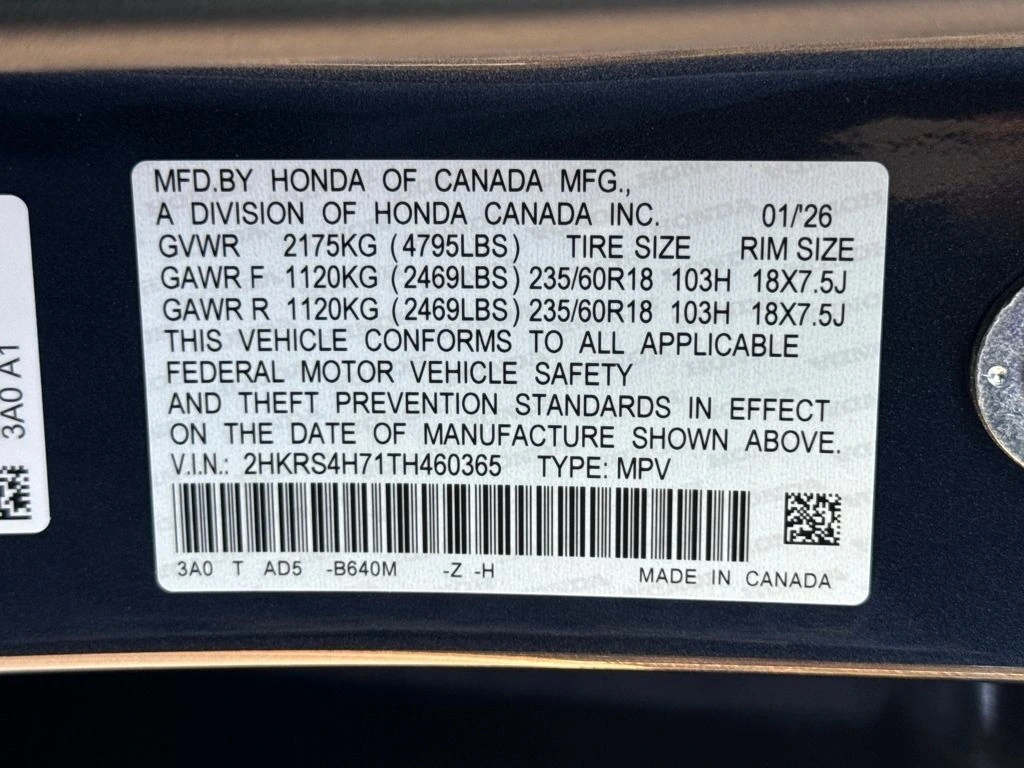 MFD.BY HONDA OF CANADA MFG.,
A DIVISION OF HONDA CANADA INC. 01/'26
GVWR 2175KG (4795LBS) TIRE SIZE RIM SIZE
GAWR F 1120KG (2469LBS) 235/60R18 103H 18X7.5J
GAWR R 1120KG (2469LBS) 235/60R18 103H 18X7.5J
THIS VEHICLE CONFORMS TO ALL APPLICABLE
FEDERAL MOTOR VEHICLE SAFETY
AND THEFT PREVENTION STANDARDS IN EFFECT
ON THE DATE OF MANUFACTURE SHOWN ABOVE.
V.I.N.: 2HKRS4H71TH460365 TYPE: MPV
3A0 T AD5 -B640M -Z -H
MADE IN CANADA
3A0 A1